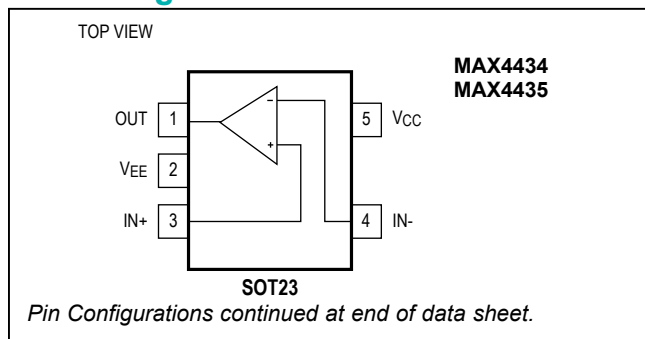 TOP VIEW
MAX4434
MAX4435
OUT 1
5 VCC
VEE 2
IN+ 3
4 IN-
-
+
SOT23
Pin Configurations continued at end of data sheet.